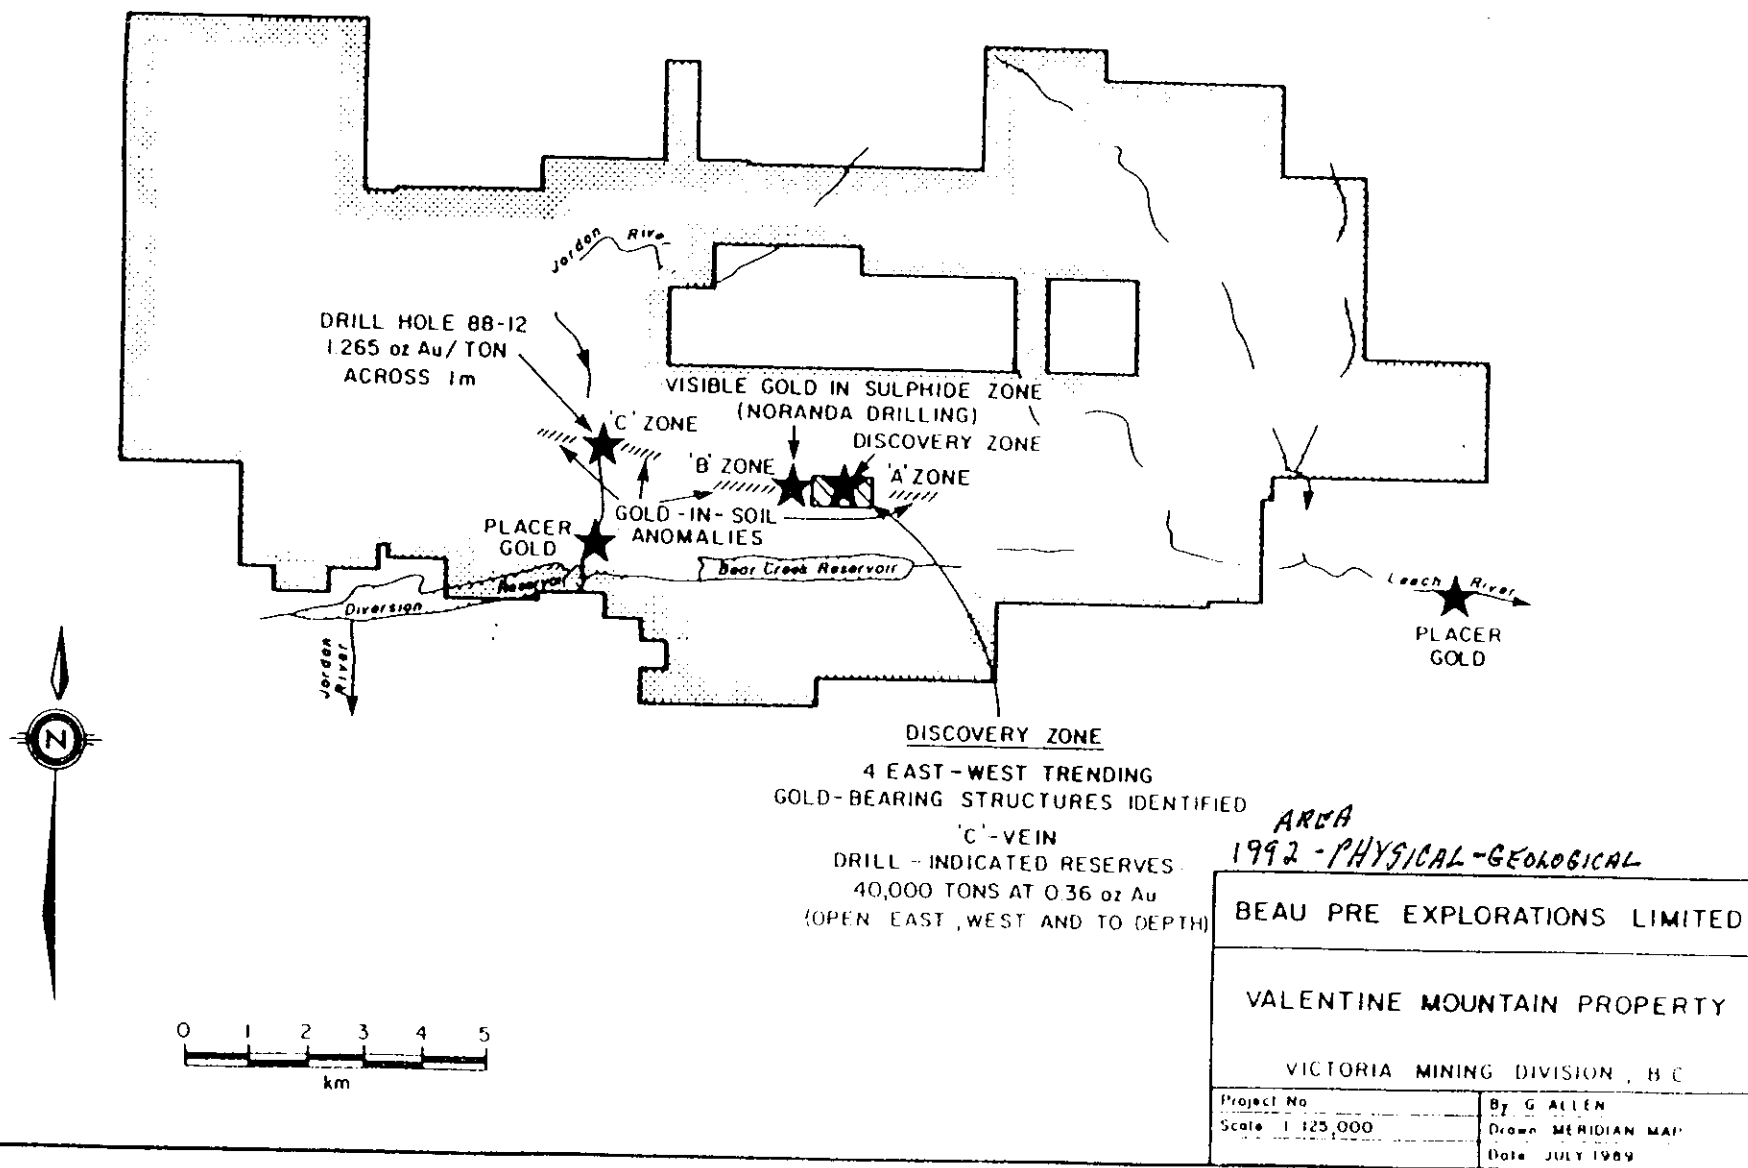 Jordon River
DRILL HOLE 88-12
1.265 oz Au/ TON
ACROSS 1m
VISIBLE GOLD IN SULPHIDE ZONE
(NORANDA DRILLING)
'C' ZONE
DISCOVERY ZONE
'B' ZONE
'A' ZONE
GOLD-IN-SOIL
ANOMALIES
PLACER
GOLD
Bear Creek Reservoir
Diversion Reservoir
Leech River
PLACER
GOLD
Jordan
River
N
DISCOVERY ZONE
4 EAST-WEST TRENDING
GOLD-BEARING STRUCTURES IDENTIFIED
'C'-VEIN
DRILL-INDICATED RESERVES
40,000 TONS AT 0.36 oz Au
(OPEN EAST, WEST AND TO DEPTH)
AREA
1992 - PHYSICAL - GEOLOGICAL
BEAU PRE EXPLORATIONS LIMITED
VALENTINE MOUNTAIN PROPERTY
VICTORIA MINING DIVISION, B C
Project No
By G ALLEN
Scale 1 125,000
Drawn MERIDIAN MAP
Date JULY 1989
0 1 2 3 4 5
km